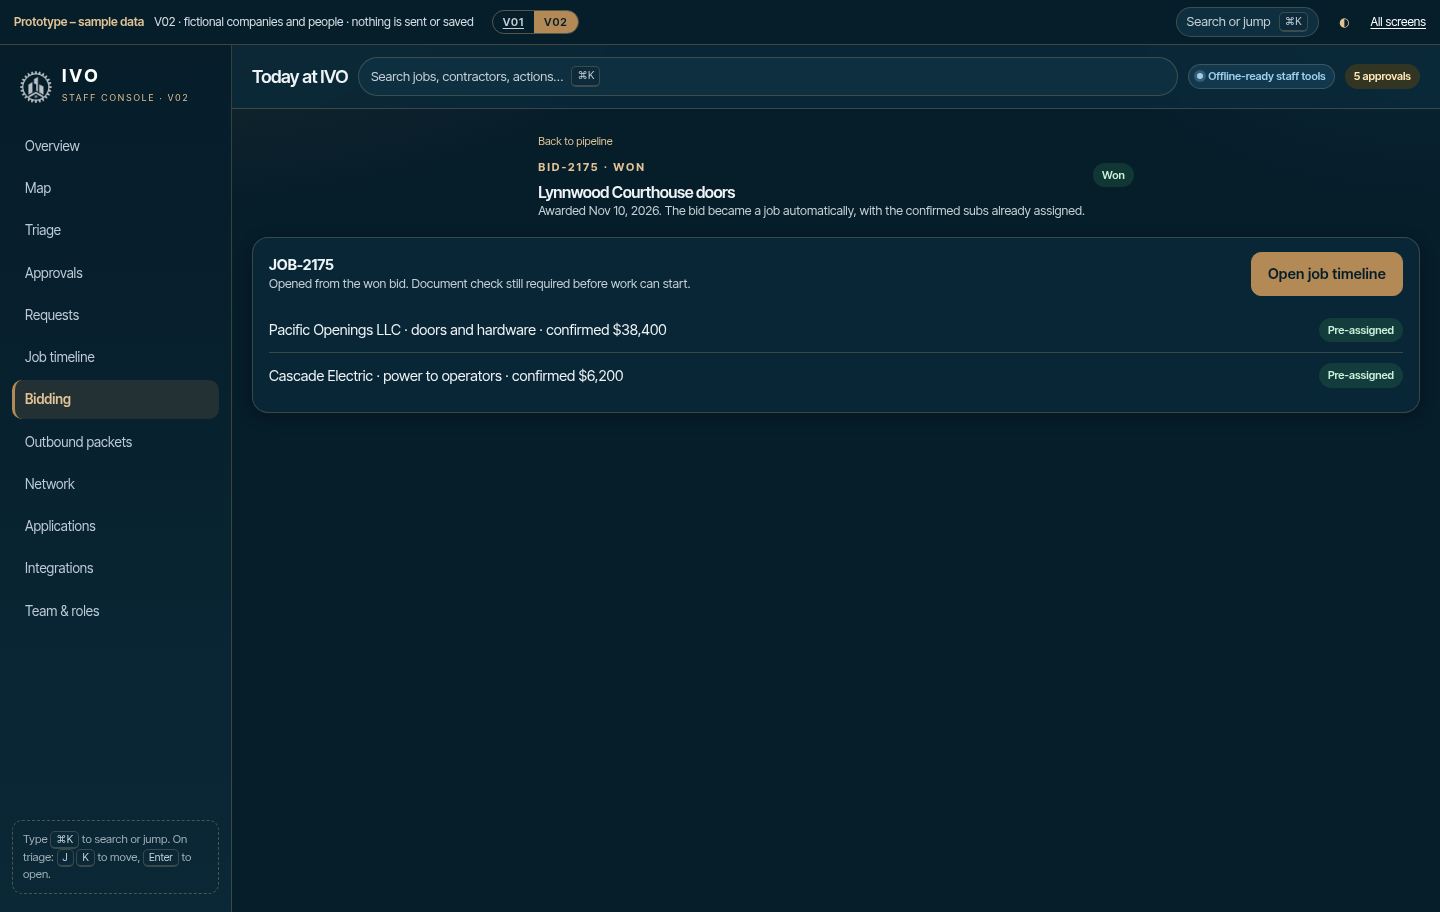 Prototype – sample data V02 · fictional companies and people · nothing is sent or saved V01 V02 Search or jump ⌘K ◐ All screens
IVO
STAFF CONSOLE · V02
Overview
Map
Triage
Approvals
Requests
Job timeline
Bidding
Outbound packets
Network
Applications
Integrations
Team & roles
Type ⌘K to search or jump. On
triage: J K to move, Enter to
open.
Today at IVO Search jobs, contractors, actions… ⌘K Offline-ready staff tools 5 approvals
Back to pipeline
BID-2175 · WON
Lynnwood Courthouse doors
Awarded Nov 10, 2026. The bid became a job automatically, with the confirmed subs already assigned.
Won
JOB-2175
Opened from the won bid. Document check still required before work can start.
Open job timeline
Pacific Openings LLC · doors and hardware · confirmed $38,400 Pre-assigned
Cascade Electric · power to operators · confirmed $6,200 Pre-assigned